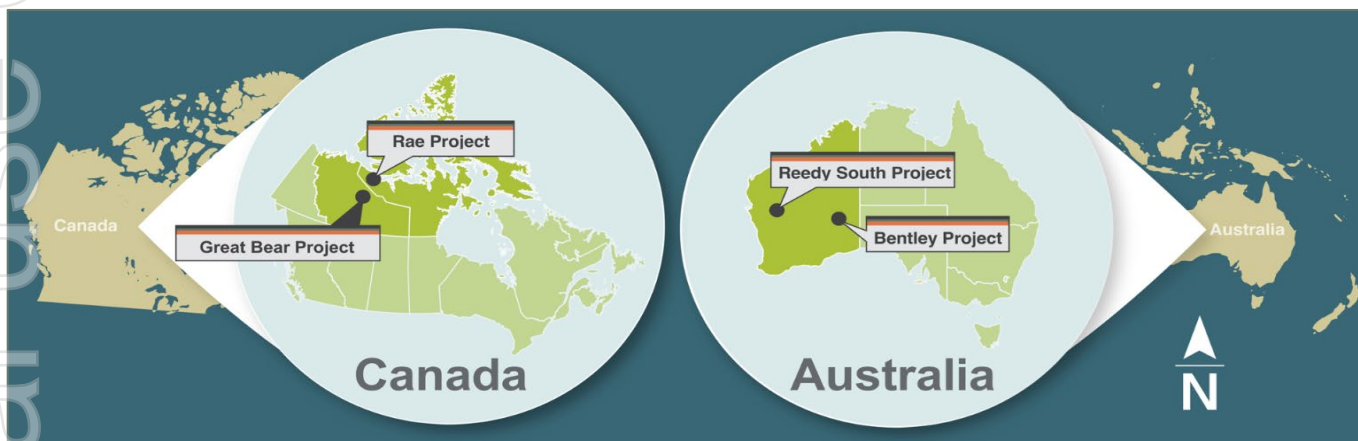 Canada
Rae Project
Great Bear Project
Canada
Reedy South Project
Bentley Project
Australia
Australia
N